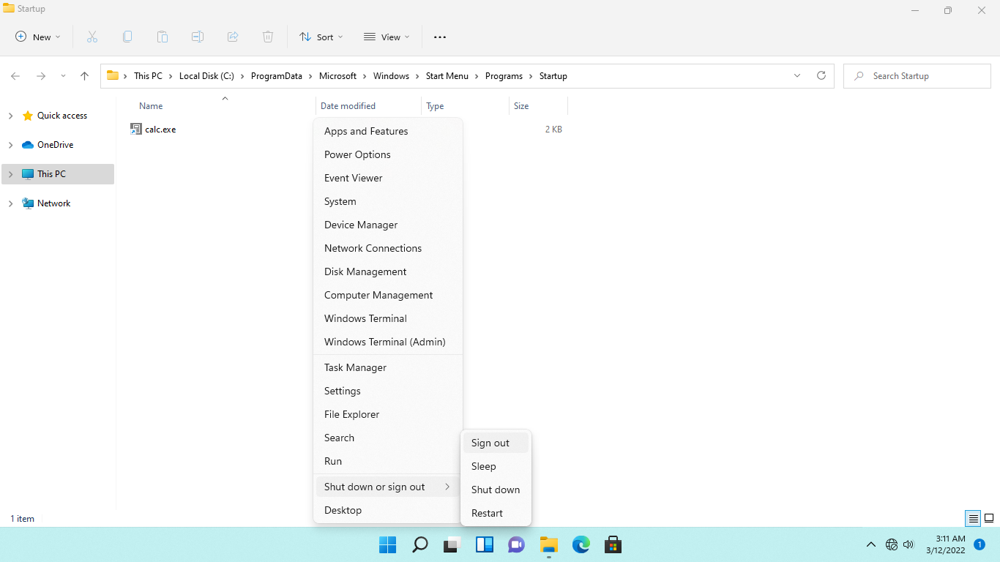 Startup
New
Sort
View
This PC
Local Disk (C:)
ProgramData
Microsoft
Windows
Start Menu
Programs
Startup
Search Startup
Name
Date modified
Type
Size
Quick access
OneDrive
This PC
Network
calc.exe
2 KB
Apps and Features
Power Options
Event Viewer
System
Device Manager
Network Connections
Disk Management
Computer Management
Windows Terminal
Windows Terminal (Admin)
Task Manager
Settings
File Explorer
Search
Run
Shut down or sign out
Desktop
Sign out
Sleep
Shut down
Restart
1 item
3:11 AM
3/12/2022
1